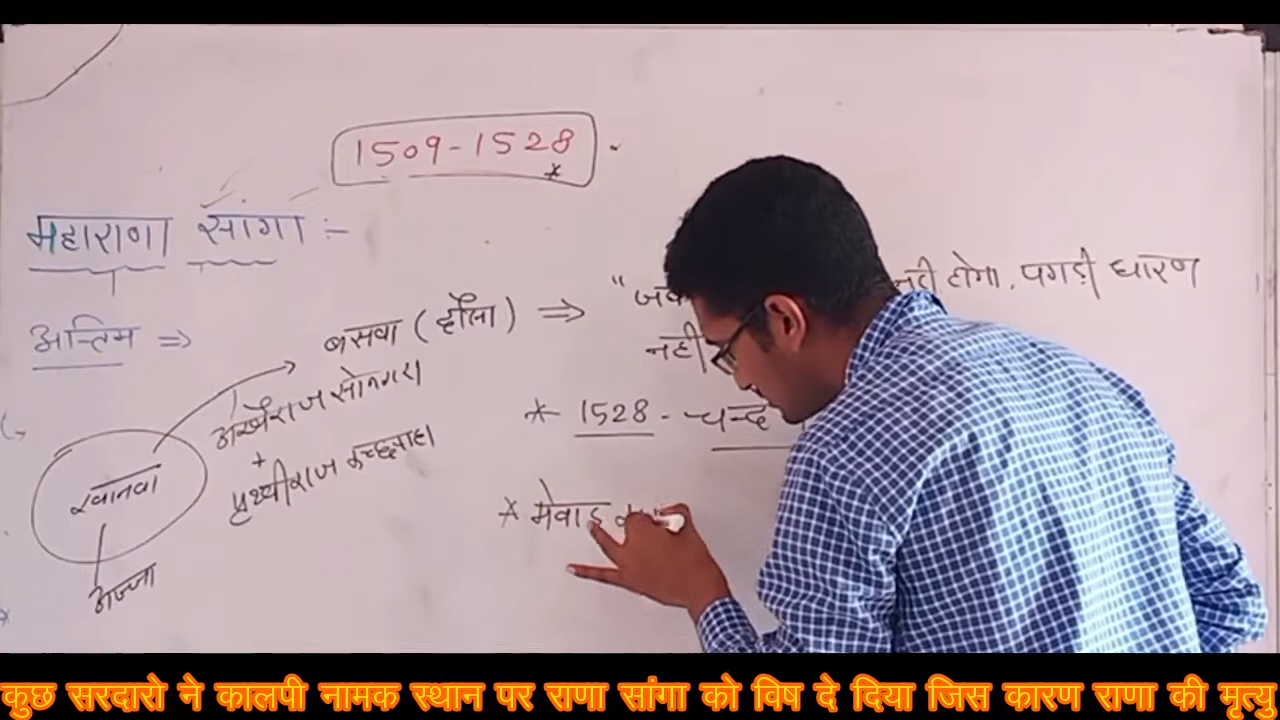 1509-1528
महाराणा सांगा :-
अन्तिम ⇒
बसवा (दौसा) ⇒ "जब नही होगा, पगड़ी धारण
नही
अखैराज सोनगरा
+
पृथ्वीराज कच्छवाहा
खानवा
अज्जा
* 1528 - चन्दे
* मेवाड़
कुछ सरदारो ने कालपी नामक स्थान पर राणा सांगा को विष दे दिया जिस कारण राणा की मृत्यु